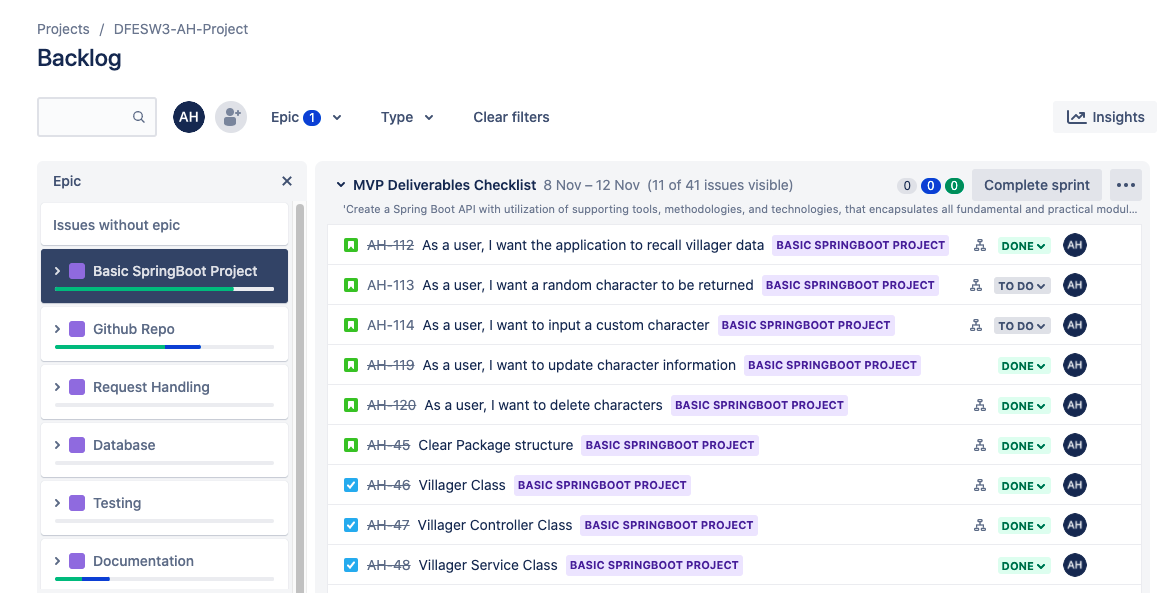 Projects / DFESW3-AH-Project
Backlog
AH Epic 1 Type Clear filters Insights
Epic
Issues without epic
Basic SpringBoot Project
Github Repo
Request Handling
Database
Testing
Documentation
MVP Deliverables Checklist 8 Nov – 12 Nov (11 of 41 issues visible) 0 0 0 Complete sprint
'Create a Spring Boot API with utilization of supporting tools, methodologies, and technologies, that encapsulates all fundamental and practical modul...
AH-112 As a user, I want the application to recall villager data BASIC SPRINGBOOT PROJECT DONE AH
AH-113 As a user, I want a random character to be returned BASIC SPRINGBOOT PROJECT TO DO AH
AH-114 As a user, I want to input a custom character BASIC SPRINGBOOT PROJECT TO DO AH
AH-119 As a user, I want to update character information BASIC SPRINGBOOT PROJECT DONE AH
AH-120 As a user, I want to delete characters BASIC SPRINGBOOT PROJECT DONE AH
AH-45 Clear Package structure BASIC SPRINGBOOT PROJECT DONE AH
AH-46 Villager Class BASIC SPRINGBOOT PROJECT DONE AH
AH-47 Villager Controller Class BASIC SPRINGBOOT PROJECT DONE AH
AH-48 Villager Service Class BASIC SPRINGBOOT PROJECT DONE AH